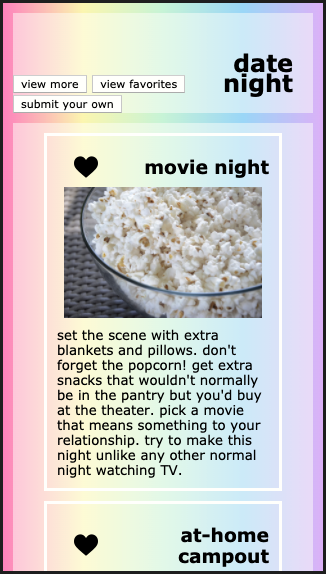 date
night
view more view favorites
submit your own
movie night
set the scene with extra
blankets and pillows. don't
forget the popcorn! get extra
snacks that wouldn't normally
be in the pantry but you'd buy
at the theater. pick a movie
that means something to your
relationship. try to make this
night unlike any other normal
night watching TV.
at-home
campout